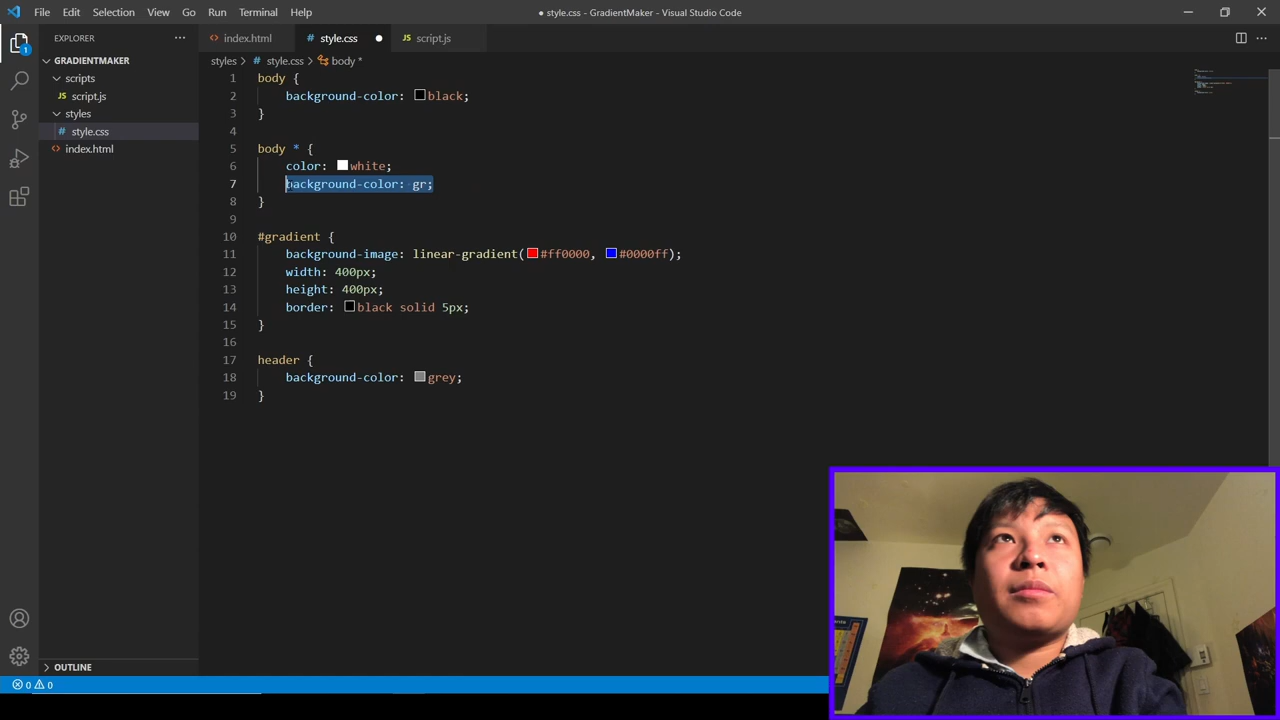 File Edit Selection View Go Run Terminal Help
● style.css - GradientMaker - Visual Studio Code
EXPLORER ···
index.html
style.css ●
script.js
GRADIENTMAKER
scripts
script.js
styles
style.css
index.html
1
styles > # style.css > body *
1 body {
2 background-color: black;
3 }
4
5 body * {
6 color: white;
7 background-color: gr;
8 }
9
10 #gradient {
11 background-image: linear-gradient(#ff0000, #0000ff);
12 width: 400px;
13 height: 400px;
14 border: black solid 5px;
15 }
16
17 header {
18 background-color: grey;
19 }
OUTLINE
0 0